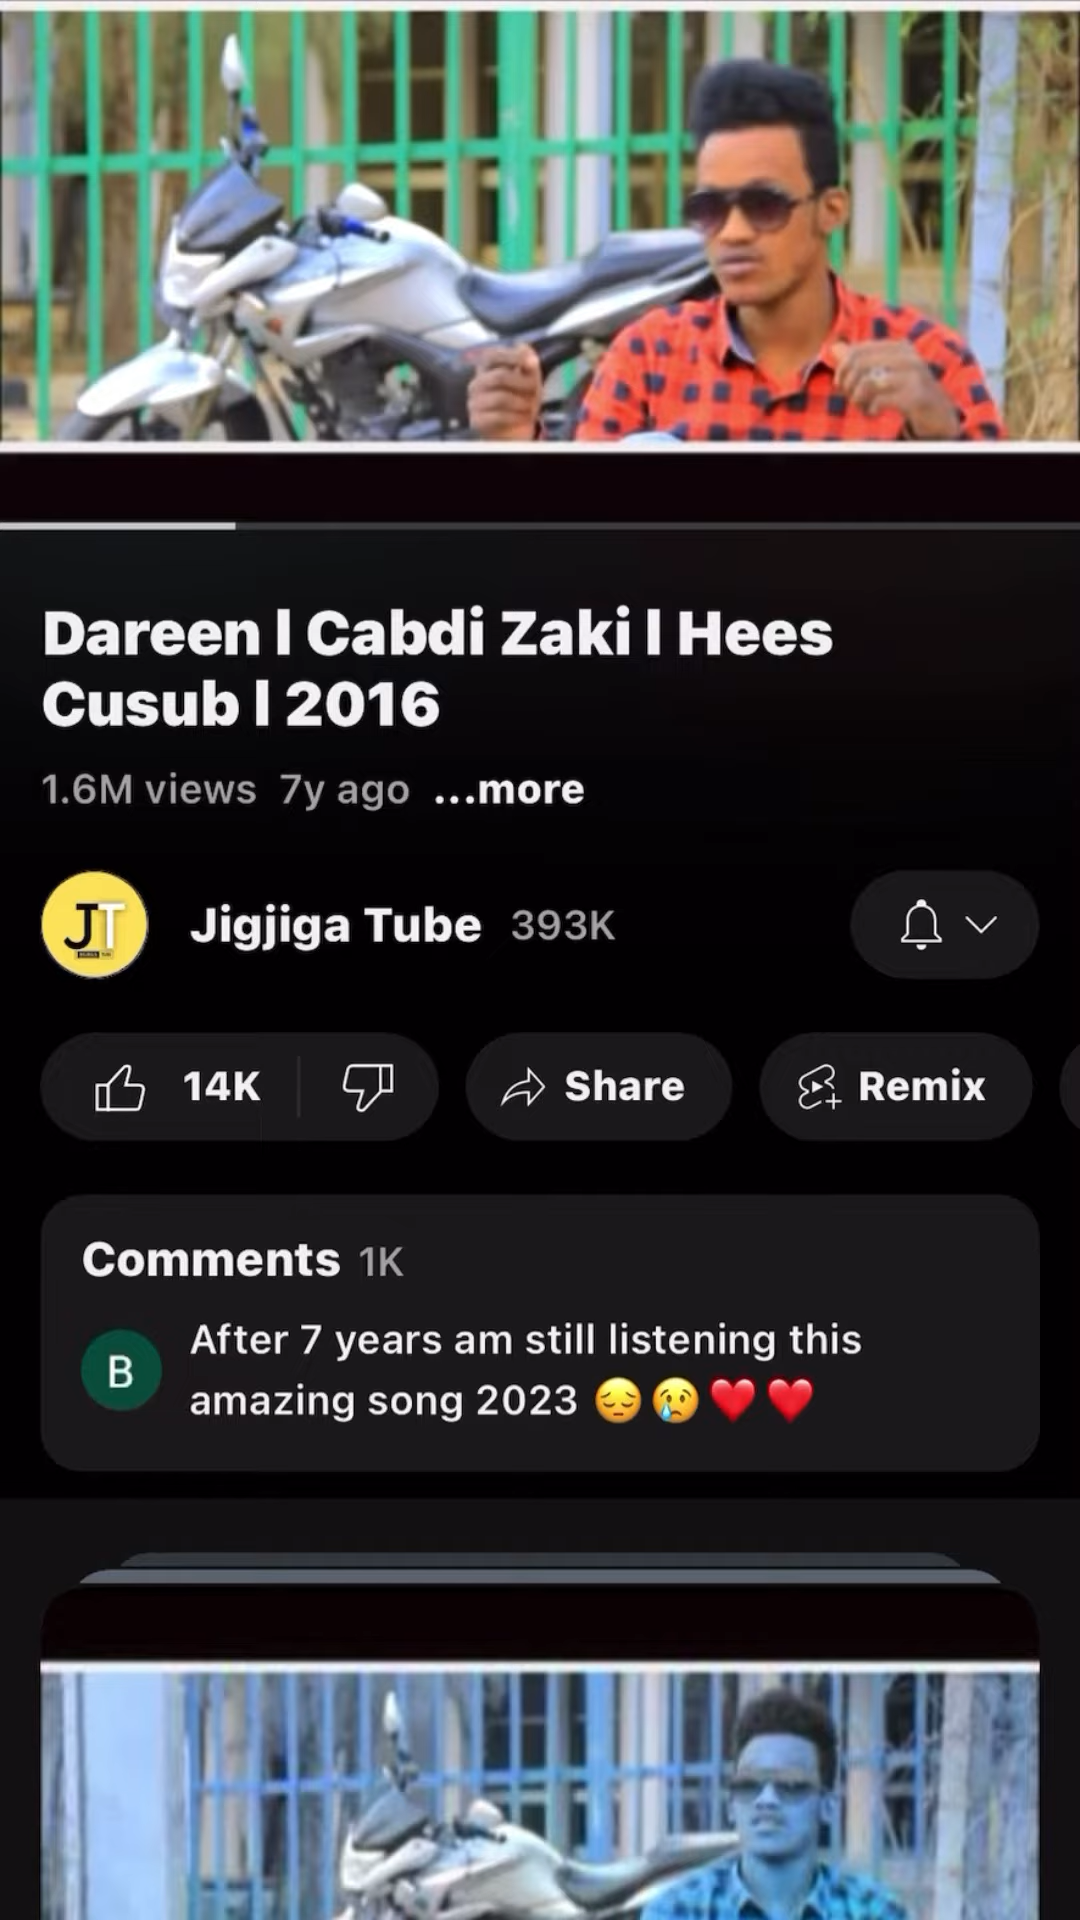 Dareen l Cabdi Zaki l Hees
Cusub l 2016
1.6M views 7y ago ...more
JT
Jigjiga Tube 393K
14K
Share
Remix
Comments 1K
B
After 7 years am still listening this
amazing song 2023 😔😢❤️❤️